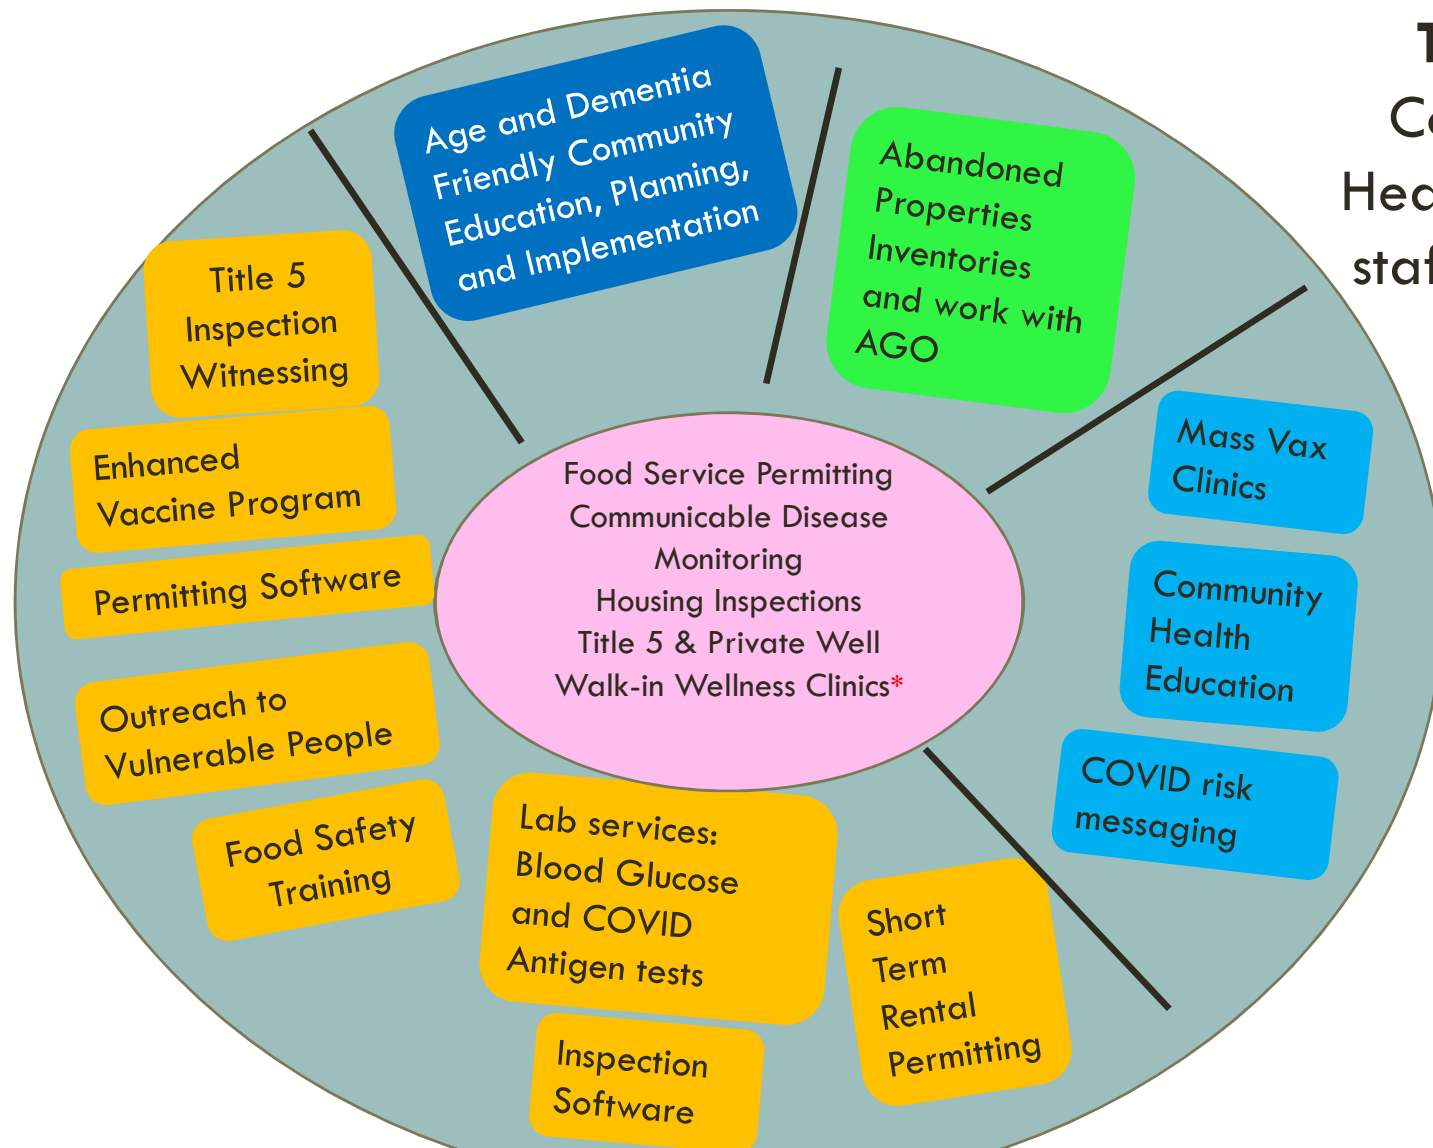 Age and Dementia
Friendly Community
Education, Planning,
and Implementation
Abandoned
Properties
Inventories
and work with
AGO
Title 5
Inspection
Witnessing
Enhanced
Vaccine Program
Permitting Software
Outreach to
Vulnerable People
Food Safety
Training
Food Service Permitting
Communicable Disease
Monitoring
Housing Inspections
Title 5 & Private Well
Walk-in Wellness Clinics*
Mass Vax
Clinics
Community
Health
Education
COVID risk
messaging
Lab services:
Blood Glucose
and COVID
Antigen tests
Inspection
Software
Short
Term
Rental
Permitting